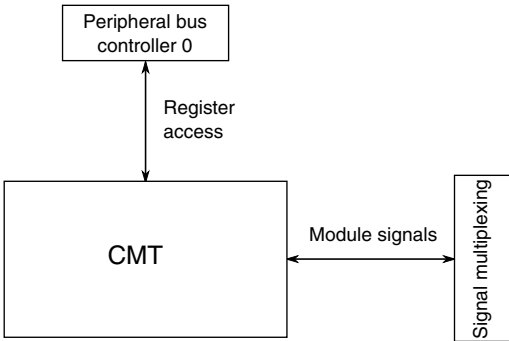 Peripheral bus
controller 0
Register
access
CMT
Module signals
Signal multiplexing